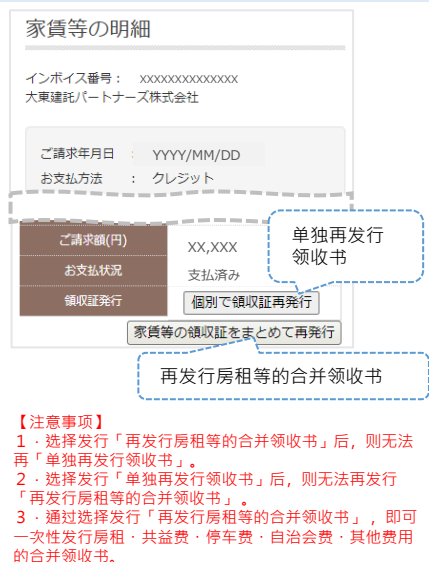 家賃等の明細
インボイス番号： xxxxxxxxxxxxxx
大東建託パートナーズ株式会社
ご請求年月日 ： YYYY/MM/DD
お支払方法 ： クレジット
ご請求額(円) XX,XXX
お支払状況 支払済み
領収証発行 個別で領収証再発行
家賃等の領収証をまとめて再発行
单独再发行
领收书
再发行房租等的合并领收书
【注意事项】
１．选择发行「再发行房租等的合并领收书」后，则无法
再「单独再发行领收书」。
２．选择发行「单独再发行领收书」后，则无法再发行
「再发行房租等的合并领收书」。
３．通过选择发行「再发行房租等的合并领收书」，即可
一次性发行房租・共益费・停车费・自治会费・其他费用
的合并领收书。